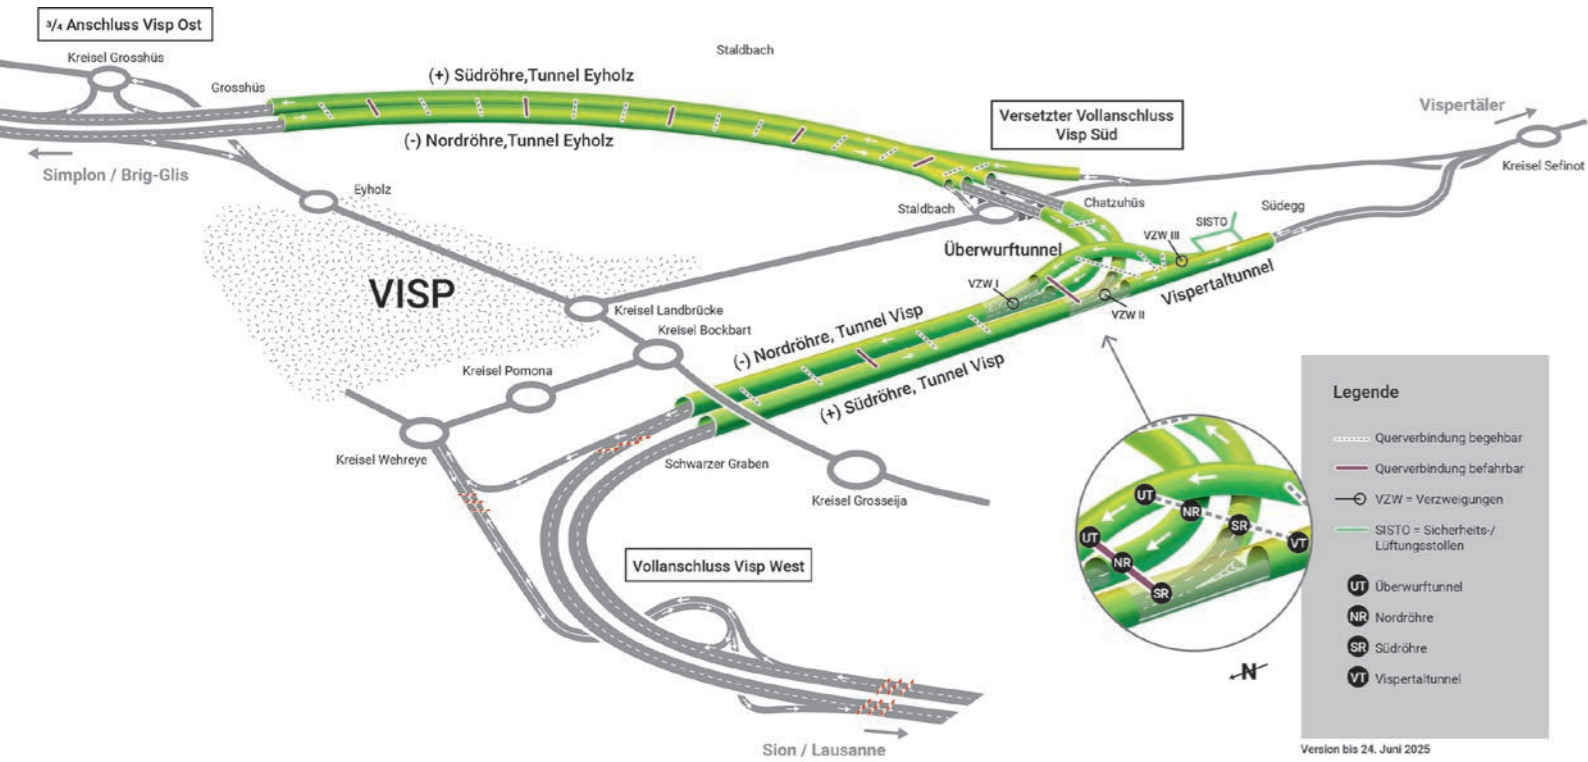 ¾ Anschluss Visp Ost
Kreisel Grosshüs
Grosshüs
Staldbach
(+) Südröhre,Tunnel Eyholz
(-) Nordröhre,Tunnel Eyholz
Versetzter Vollanschluss
Visp Süd
Vispertäler
Kreisel Sefinot
Simplon / Brig-Glis
Eyholz
Staldbach
Chatzuhüs
SISTO
Südegg
VZW III
Überwurftunnel
VZW I
VZW II
Vispertaltunnel
VISP
Kreisel Landbrücke
Kreisel Bockbart
(-) Nordröhre, Tunnel Visp
(+) Südröhre, Tunnel Visp
Kreisel Pomona
Kreisel Wehreye
Schwarzer Graben
Kreisel Grosseija
Vollanschluss Visp West
Sion / Lausanne
UT
NR
SR
VT
UT
NR
SR
N
Legende
Querverbindung begehbar
Querverbindung befahrbar
VZW = Verzweigungen
SISTO = Sicherheits-/
Lüftungsstollen
UT Überwurftunnel
NR Nordröhre
SR Südröhre
VT Vispertaltunnel
Version bis 24. Juni 2025